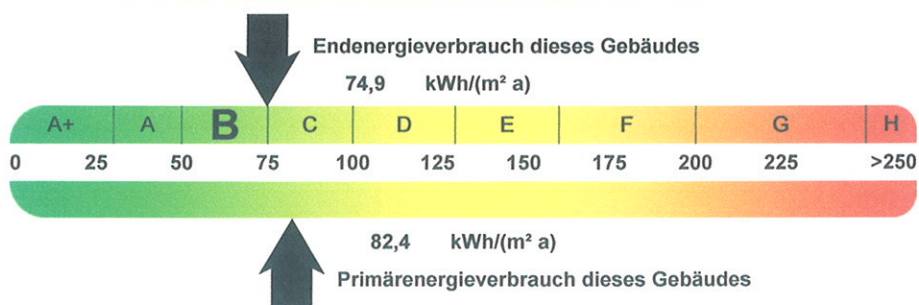 Endenergieverbrauch dieses Gebäudes
74,9 kWh/(m² a)
A+ A B C D E F G H
0 25 50 75 100 125 150 175 200 225 >250
82,4 kWh/(m² a)
Primärenergieverbrauch dieses Gebäudes